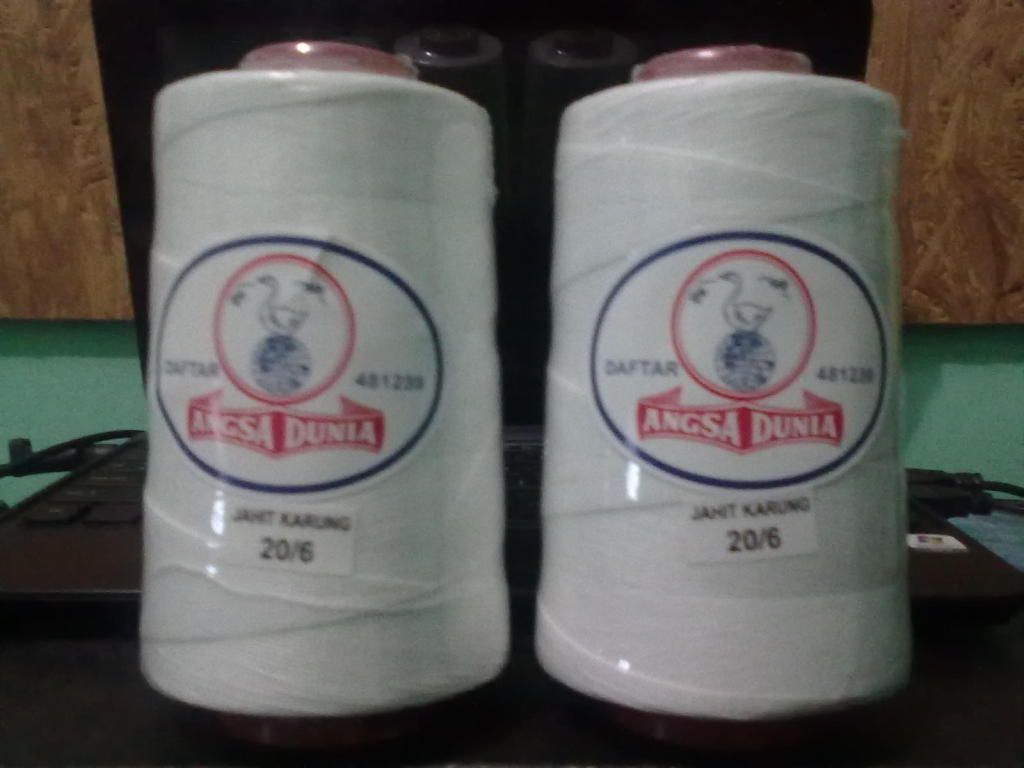 DAFTAR 481239
ANGSA DUNIA
JAHIT KARUNG
20/6
DAFTAR 481239
ANGSA DUNIA
JAHIT KARUNG
20/6